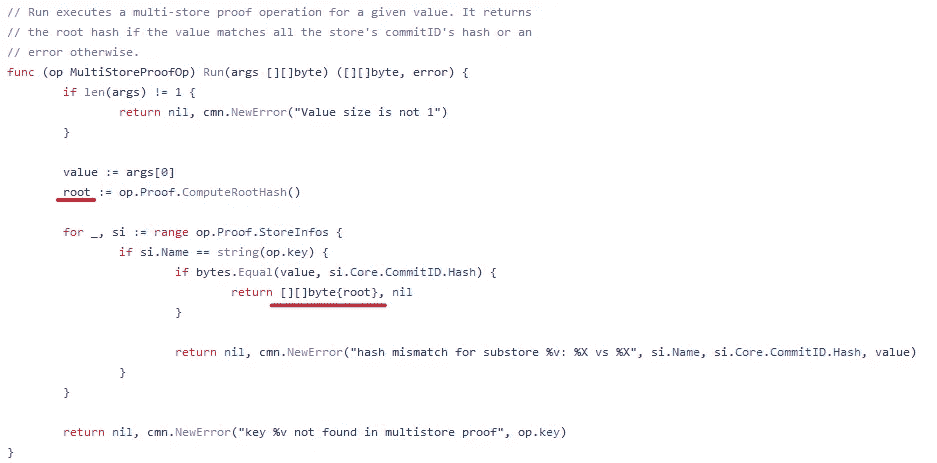 // Run executes a multi-store proof operation for a given value. It returns
// the root hash if the value matches all the store's commitID's hash or an
// error otherwise.
func (op MultiStoreProofOp) Run(args [][]byte) ([][]byte, error) {
if len(args) != 1 {
return nil, cmn.NewError("Value size is not 1")
}
value := args[0]
root := op.Proof.ComputeRootHash()
for _, si := range op.Proof.StoreInfos {
if si.Name == string(op.key) {
if bytes.Equal(value, si.Core.CommitID.Hash) {
return [][]byte{root}, nil
}
return nil, cmn.NewError("hash mismatch for substore %v: %X vs %X", si.Name, si.Core.CommitID.Hash, value)
}
}
return nil, cmn.NewError("key %v not found in multistore proof", op.key)
}